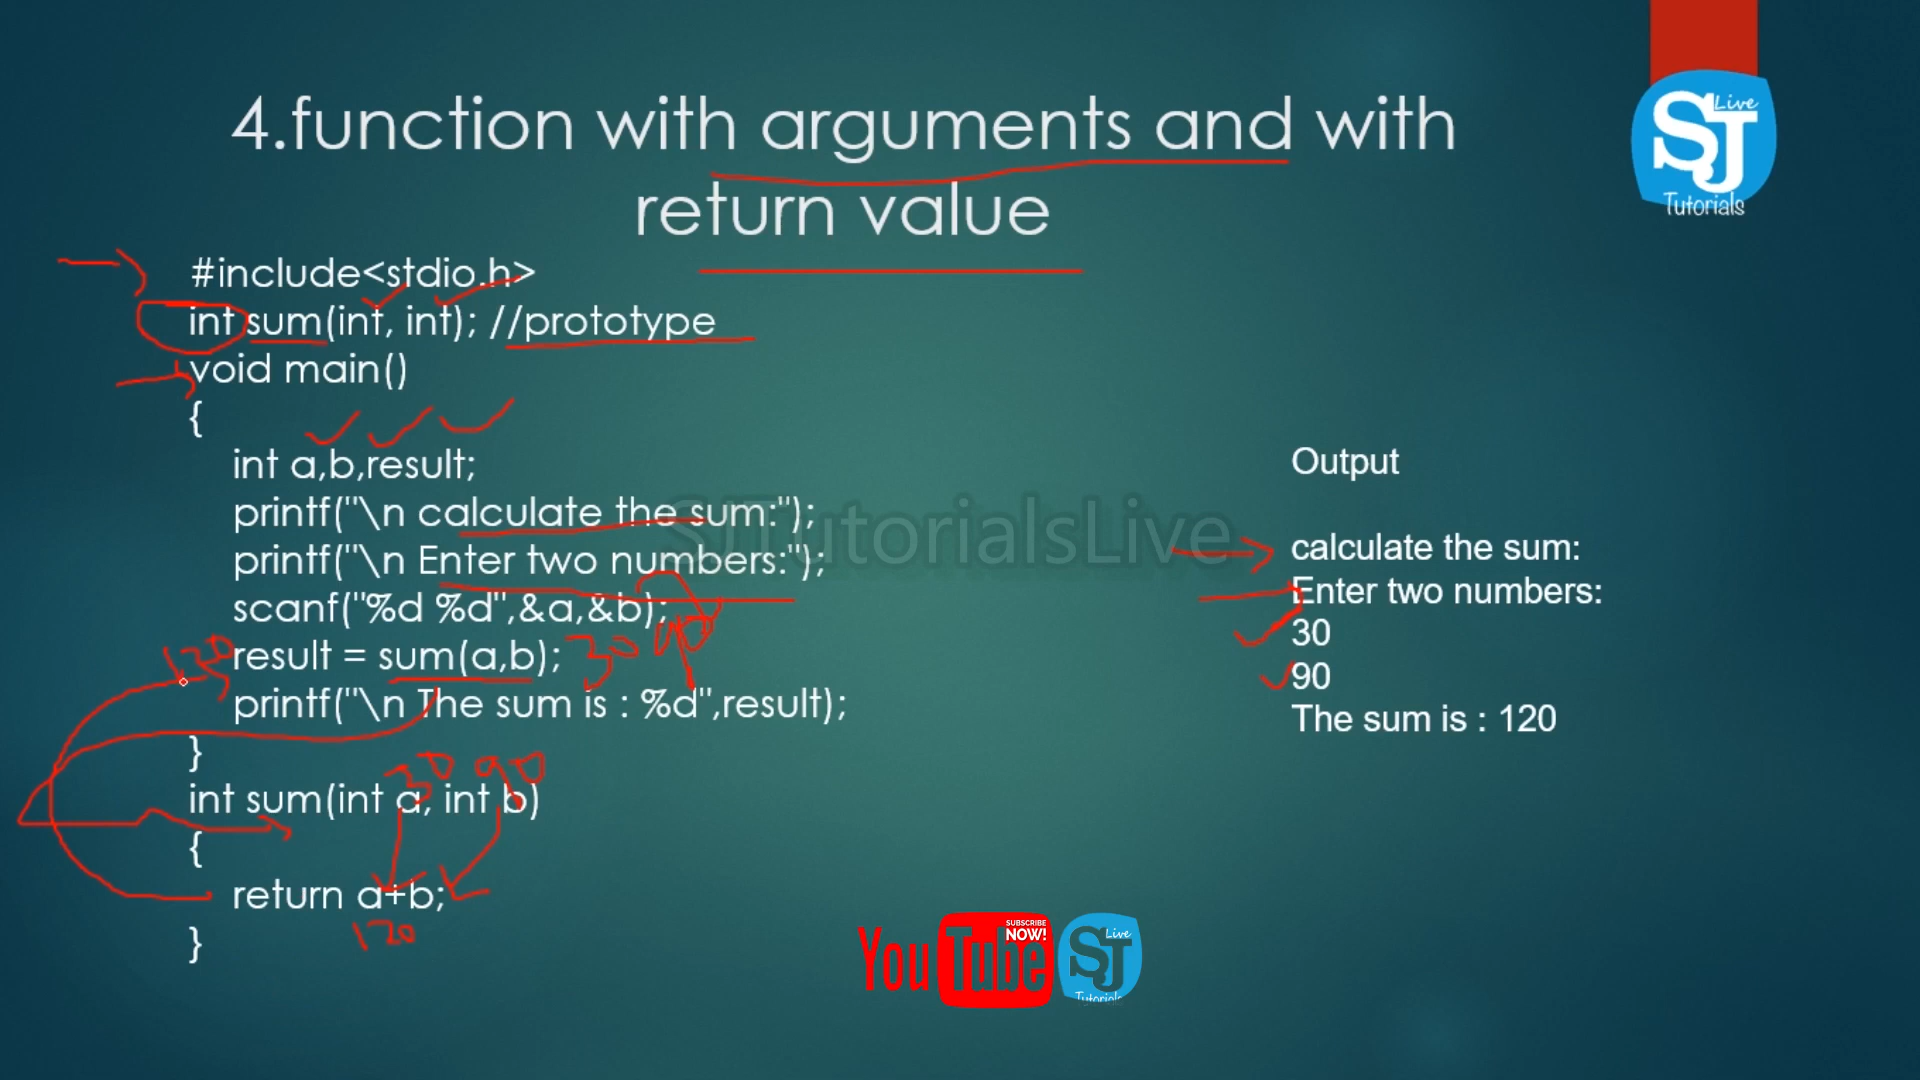 4.function with arguments and with
return value
SJ Live
Tutorials
#include<stdio.h>
int sum(int, int); //prototype
void main()
{
int a,b,result;
printf("\n calculate the sum:");
printf("\n Enter two numbers:");
scanf("%d %d",&a,&b);
30 90
120
result = sum(a,b);
printf("\n The sum is : %d",result);
}
30 90
int sum(int a, int b)
{
return a+b;
120
}
SJTutorialsLive
Output
calculate the sum:
Enter two numbers:
30
90
The sum is : 120
YouTube
SUBSCRIBE
NOW!
SJ Live
Tutorials